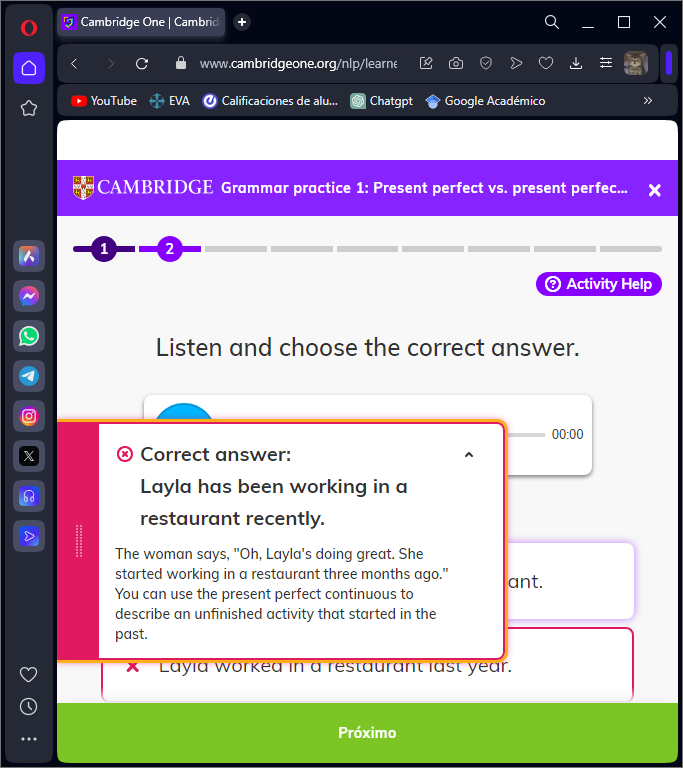 Cambridge One | Cambrid
www.cambridgeone.org/nlp/learne
YouTube
EVA
Calificaciones de alu...
Chatgpt
Google Académico
»
CAMBRIDGE
Grammar practice 1: Present perfect vs. present perfec...
1
2
Activity Help
Listen and choose the correct answer.
00:00
Correct answer:
Layla has been working in a
restaurant recently.
The woman says, "Oh, Layla's doing great. She
started working in a restaurant three months ago."
You can use the present perfect continuous to
describe an unfinished activity that started in the
past.
ant.
Layla worked in a restaurant last year.
Próximo